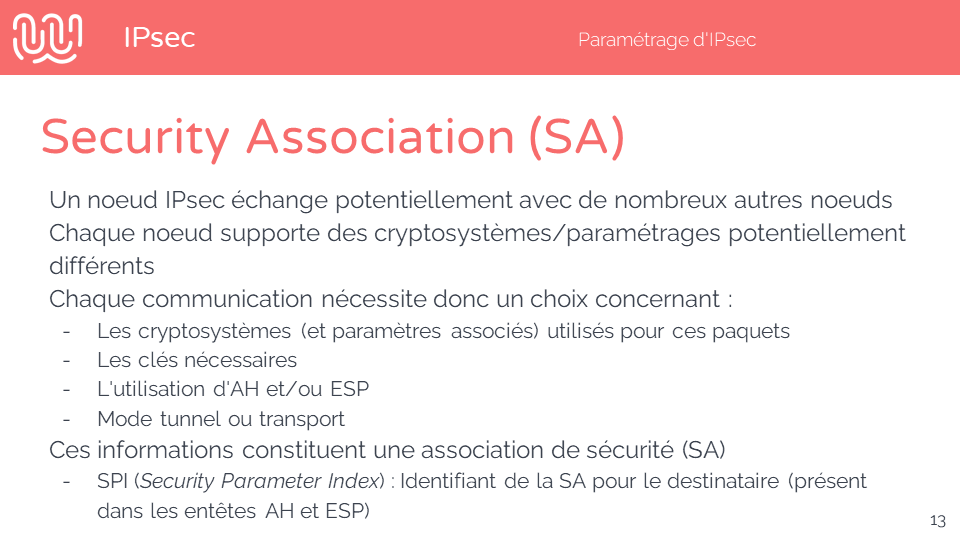 IPsec
Paramétrage d'IPsec
Security Association (SA)
Un noeud IPsec échange potentiellement avec de nombreux autres noeuds
Chaque noeud supporte des cryptosystèmes/paramétrages potentiellement
différents
Chaque communication nécessite donc un choix concernant :
- Les cryptosystèmes (et paramètres associés) utilisés pour ces paquets
- Les clés nécessaires
- L'utilisation d'AH et/ou ESP
- Mode tunnel ou transport
Ces informations constituent une association de sécurité (SA)
- SPI (Security Parameter Index) : Identifiant de la SA pour le destinataire (présent
dans les entêtes AH et ESP)
13